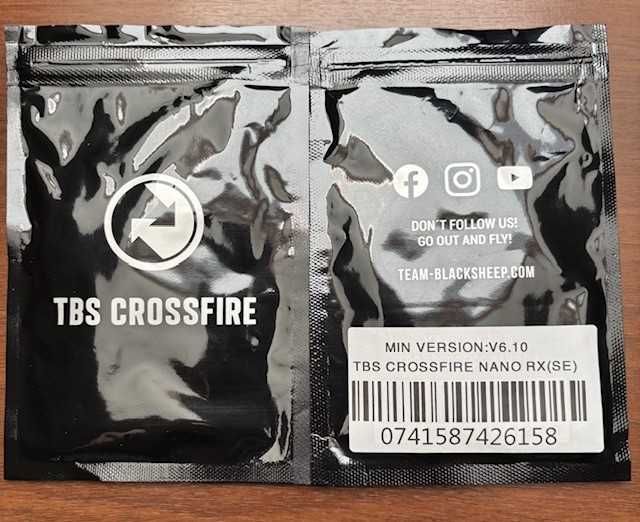 TBS CROSSFIRE
DON´T FOLLOW US!
GO OUT AND FLY!
TEAM-BLACKSHEEP.COM
MIN VERSION:V6.10
TBS CROSSFIRE NANO RX(SE)
0741587426158